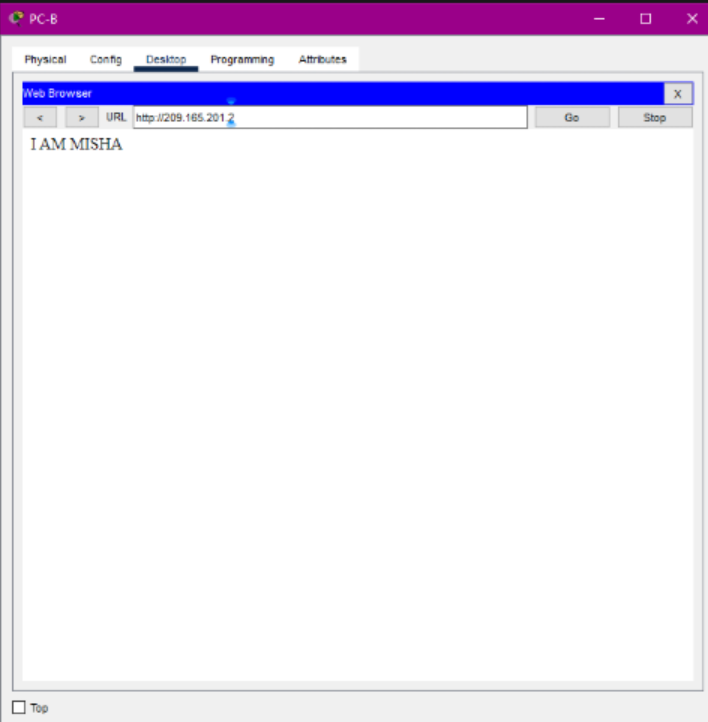 PC-B
Physical Config Desktop Programming Attributes
Web Browser X
< > URL http://209.165.201.2 Go Stop
I AM MISHA
Top